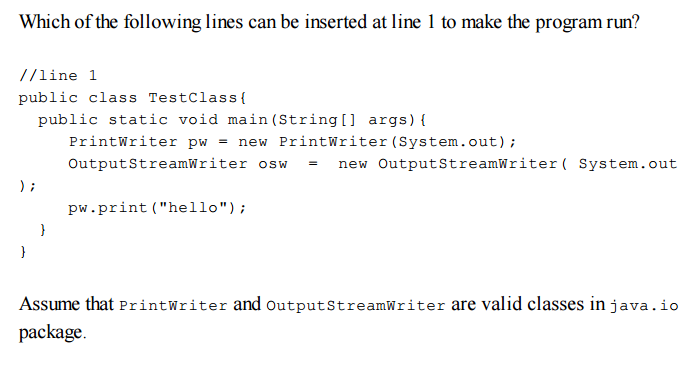 Which of the following lines can be inserted at line 1 to make the program run?
//line 1
public class TestClass{
  public static void main(String[] args){
     PrintWriter pw = new PrintWriter(System.out);
     OutputStreamWriter osw  =  new OutputStreamWriter( System.out
);
     pw.print("hello");
  }
}
Assume that PrintWriter and OutputStreamWriter are valid classes in java.io
package.